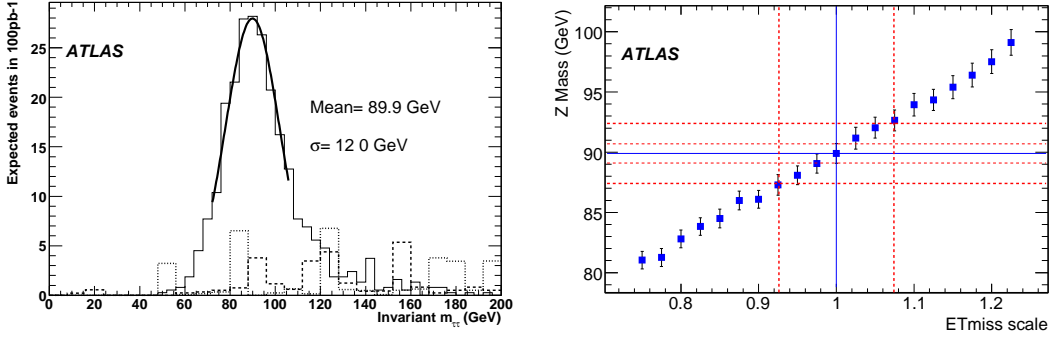 Expected events in 100pb-1
25
20
15
10
5
0
ATLAS
Mean= 89.9 GeV
σ= 12 0 GeV
0 20 40 60 80 100 120 140 160 180 200
Invariant m_ττ (GeV)
Z Mass (GeV)
100
95
90
85
80
ATLAS
0.8 0.9 1 1.1 1.2
ETmiss scale